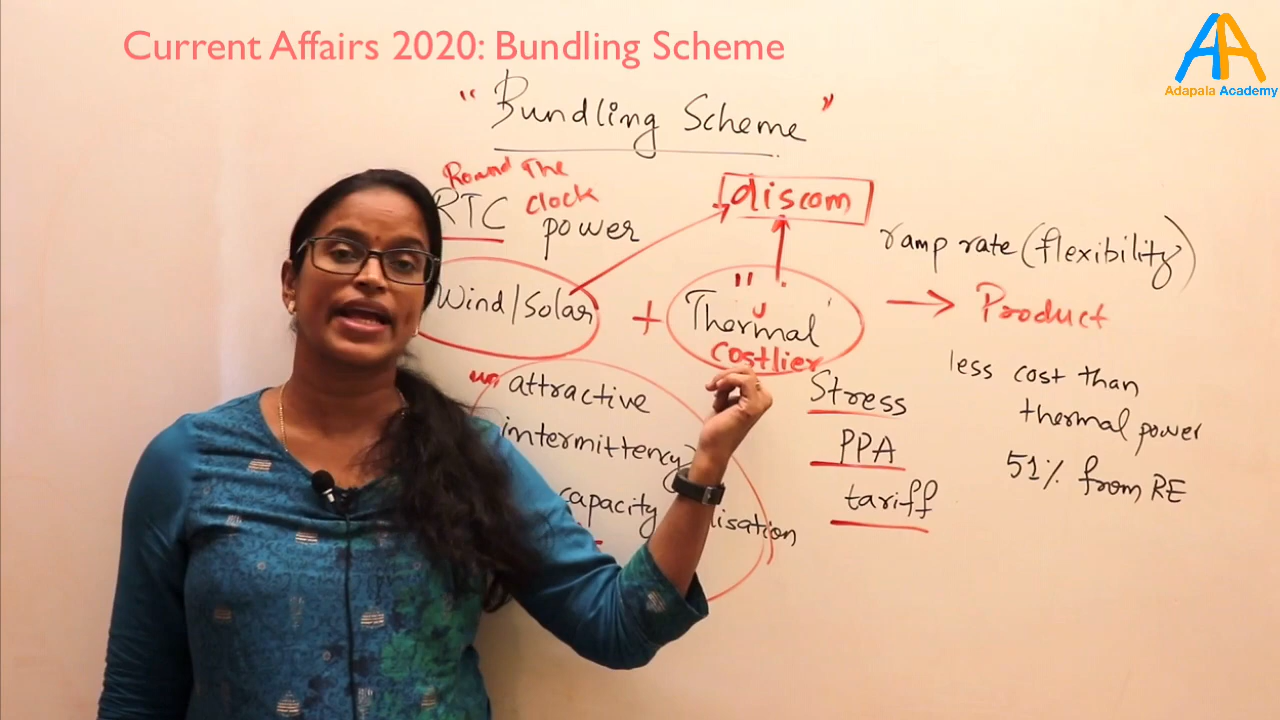 Current Affairs 2020: Bundling Scheme
AA
Adapala Academy
" Bundling Scheme "
Round The
Clock
RTC
power
discom
ramp rate (flexibility)
Wind/Solar + "Thermal → Product
costlier
un attractive
intermittency
capacity
lisation
Stress
PPA
tariff
less cost than
thermal power
51% from RE